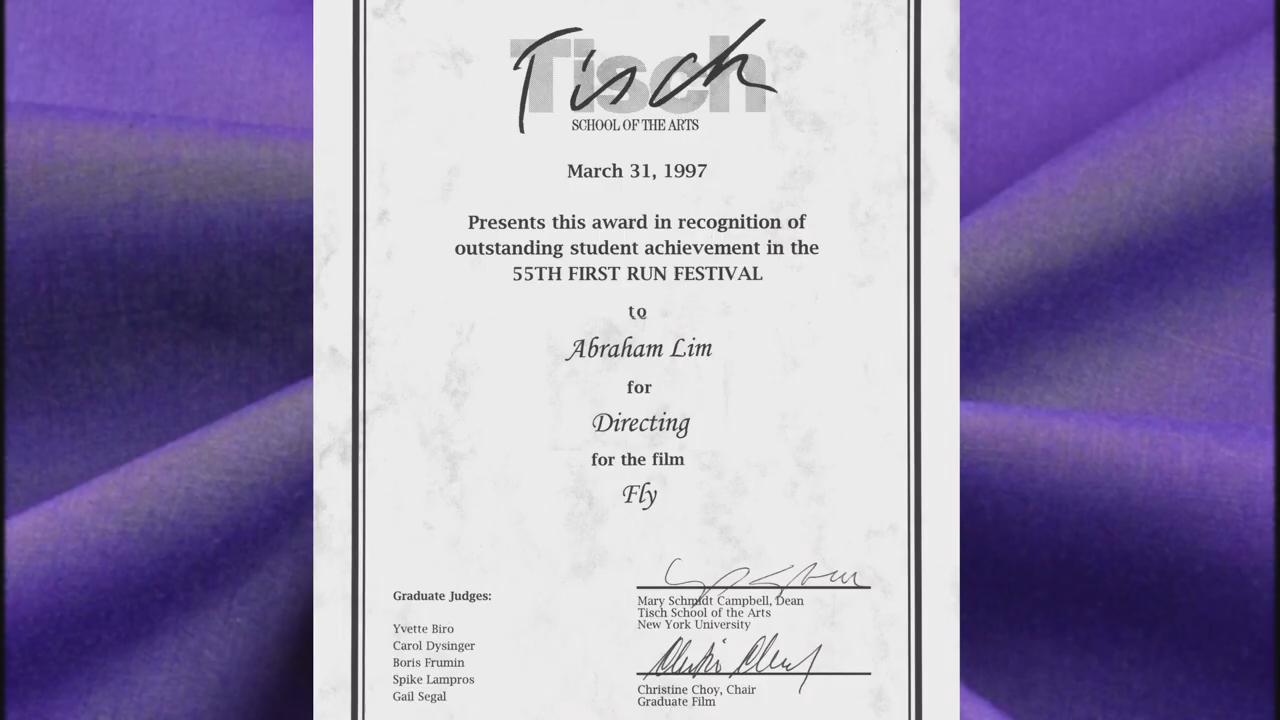 Tisch
SCHOOL OF THE ARTS
March 31, 1997
Presents this award in recognition of
outstanding student achievement in the
55TH FIRST RUN FESTIVAL
to
Abraham Lim
for
Directing
for the film
Fly
Graduate Judges:
Yvette Biro
Carol Dysinger
Boris Frumin
Spike Lampros
Gail Segal
Mary Schmidt Campbell, Dean
Tisch School of the Arts
New York University
Christine Choy, Chair
Graduate Film